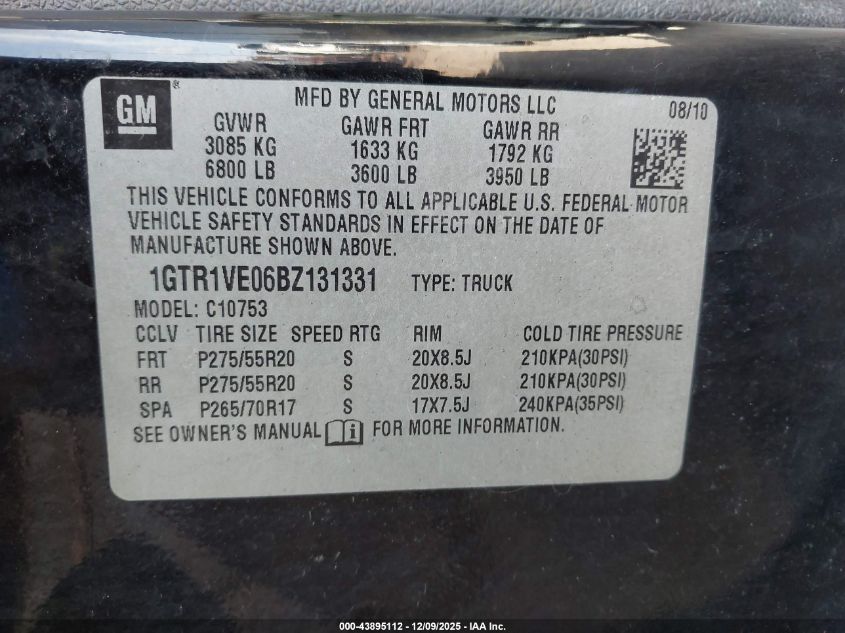 GM® MFD BY GENERAL MOTORS LLC 08/10
GVWR GAWR FRT GAWR RR
3085 KG 1633 KG 1792 KG
6800 LB 3600 LB 3950 LB
THIS VEHICLE CONFORMS TO ALL APPLICABLE U.S. FEDERAL MOTOR
VEHICLE SAFETY STANDARDS IN EFFECT ON THE DATE OF
MANUFACTURE SHOWN ABOVE.
1GTR1VE06BZ131331 TYPE: TRUCK
MODEL: C10753
CCLV TIRE SIZE SPEED RTG RIM COLD TIRE PRESSURE
FRT P275/55R20 S 20X8.5J 210KPA(30PSI)
RR P275/55R20 S 20X8.5J 210KPA(30PSI)
SPA P265/70R17 S 17X7.5J 240KPA(35PSI)
SEE OWNER'S MANUAL i FOR MORE INFORMATION.
000-43895112 - 12/09/2025 - IAA Inc.